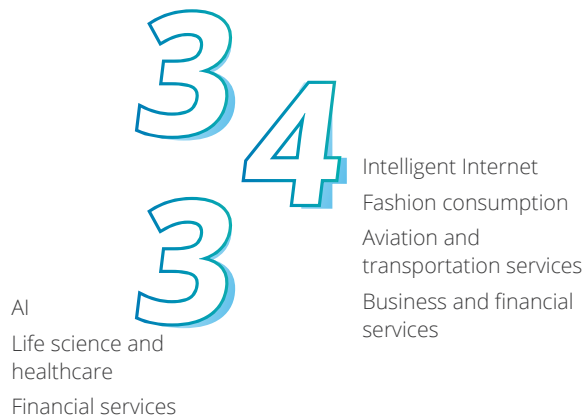 3
4
Intelligent Internet
Fashion consumption
Aviation and
transportation services
Business and financial
services
3
AI
Life science and
healthcare
Financial services